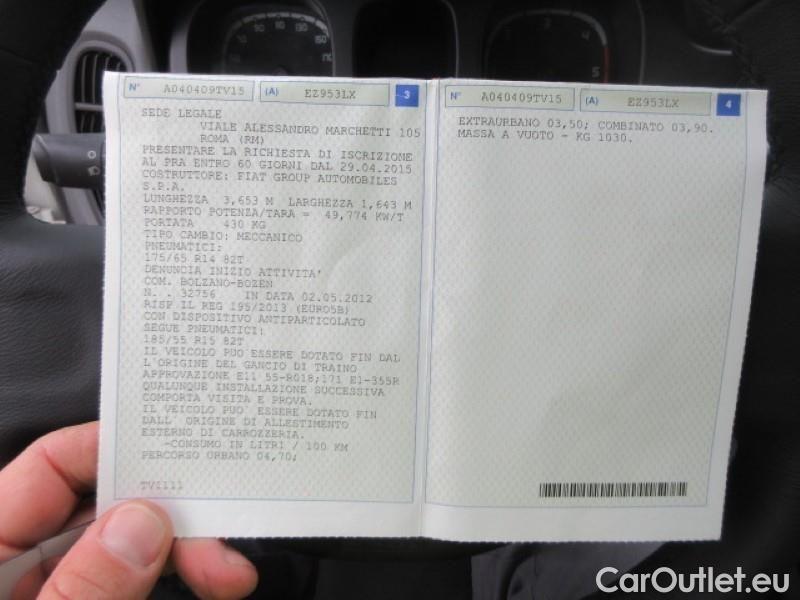 N° A040409TV15 (A) EZ953LX 3
SEDE LEGALE
VIALE ALESSANDRO MARCHETTI 105
ROMA (RM)
PRESENTARE LA RICHIESTA DI ISCRIZIONE
AL PRA ENTRO 60 GIORNI DAL 29.04.2015
COSTRUTTORE: FIAT GROUP AUTOMOBILES
S.P.A.
LUNGHEZZA 3,653 M LARGHEZZA 1,643 M
RAPPORTO POTENZA/TARA = 49,774 KW/T
PORTATA 430 KG
TIPO CAMBIO: MECCANICO
PNEUMATICI:
175/65 R14 82T
DENUNCIA INIZIO ATTIVITA'
COM. BOLZANO-BOZEN
N. . 32756 IN DATA 02.05.2012
RISP IL REG 195/2013 (EURO5B)
CON DISPOSITIVO ANTIPARTICOLATO
SEGUE PNEUMATICI:
185/55 R15 82T
IL VEICOLO PUO' ESSERE DOTATO FIN DAL
L'ORIGINE DEL GANCIO DI TRAINO
APPROVAZIONE E11 55-R018;171 E1-355R
QUALUNQUE INSTALLAZIONE SUCCESSIVA
COMPORTA VISITA E PROVA.
IL VEICOLO PUO' ESSERE DOTATO FIN
DALL' ORIGINE DI ALLESTIMENTO
ESTERNO DI CARROZZERIA.
-CONSUMO IN LITRI / 100 KM
PERCORSO URBANO 04,70;
TV1111
N° A040409TV15 (A) EZ953LX 4
EXTRAURBANO 03,50; COMBINATO 03,90.
MASSA A VUOTO - KG 1030.
CarOutlet.eu